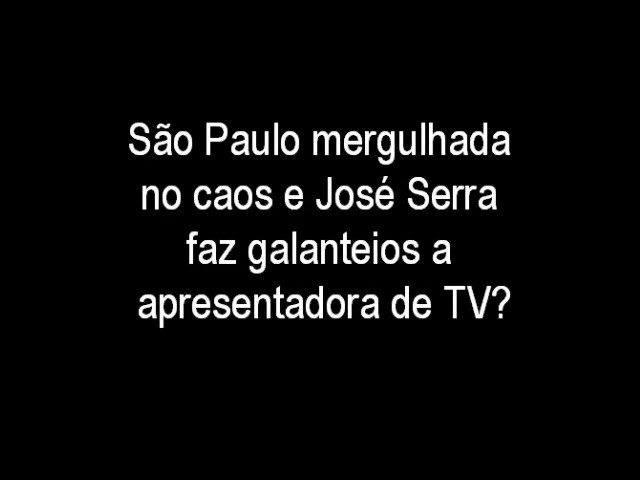 São Paulo mergulhada
no caos e José Serra
faz galanteios a
apresentadora de TV?